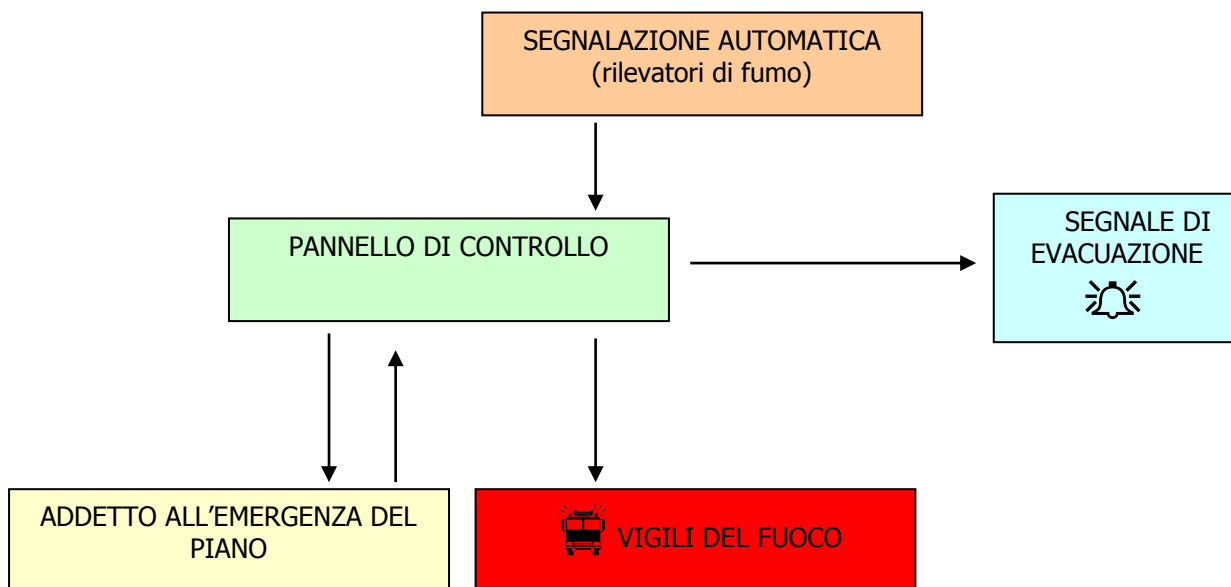 SEGNALAZIONE AUTOMATICA
(rilevatori di fumo)
PANNELLO DI CONTROLLO
SEGNALE DI
EVACUAZIONE
ADDETTO ALL’EMERGENZA DEL
PIANO
VIGILI DEL FUOCO